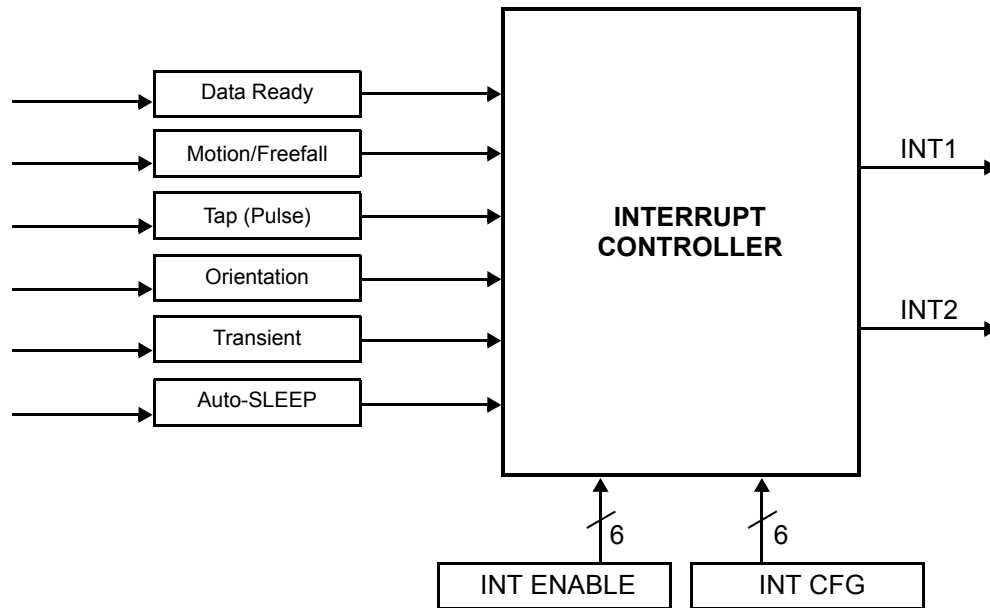 Data Ready
Motion/Freefall
Tap (Pulse)
Orientation
Transient
Auto-SLEEP
INTERRUPT
CONTROLLER
INT1
INT2
6
6
INT ENABLE
INT CFG